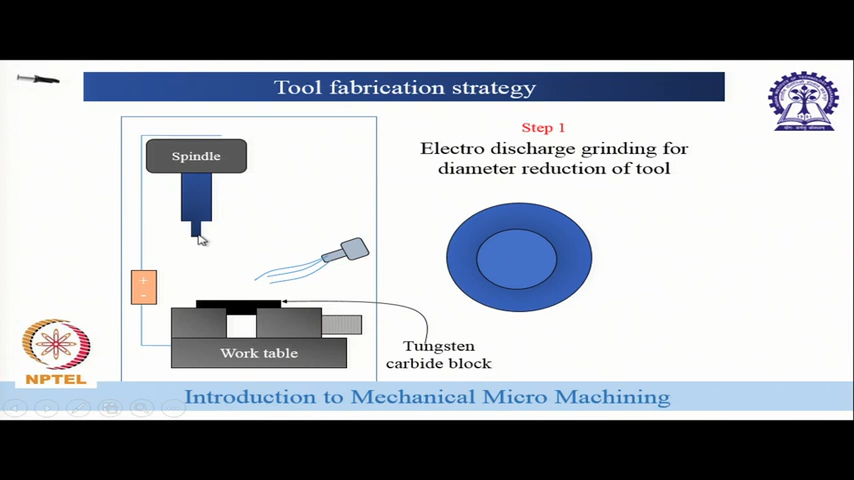 Tool fabrication strategy
Step 1
Electro discharge grinding for
diameter reduction of tool
Spindle
+
-
Tungsten
carbide block
Work table
NPTEL
Introduction to Mechanical Micro Machining